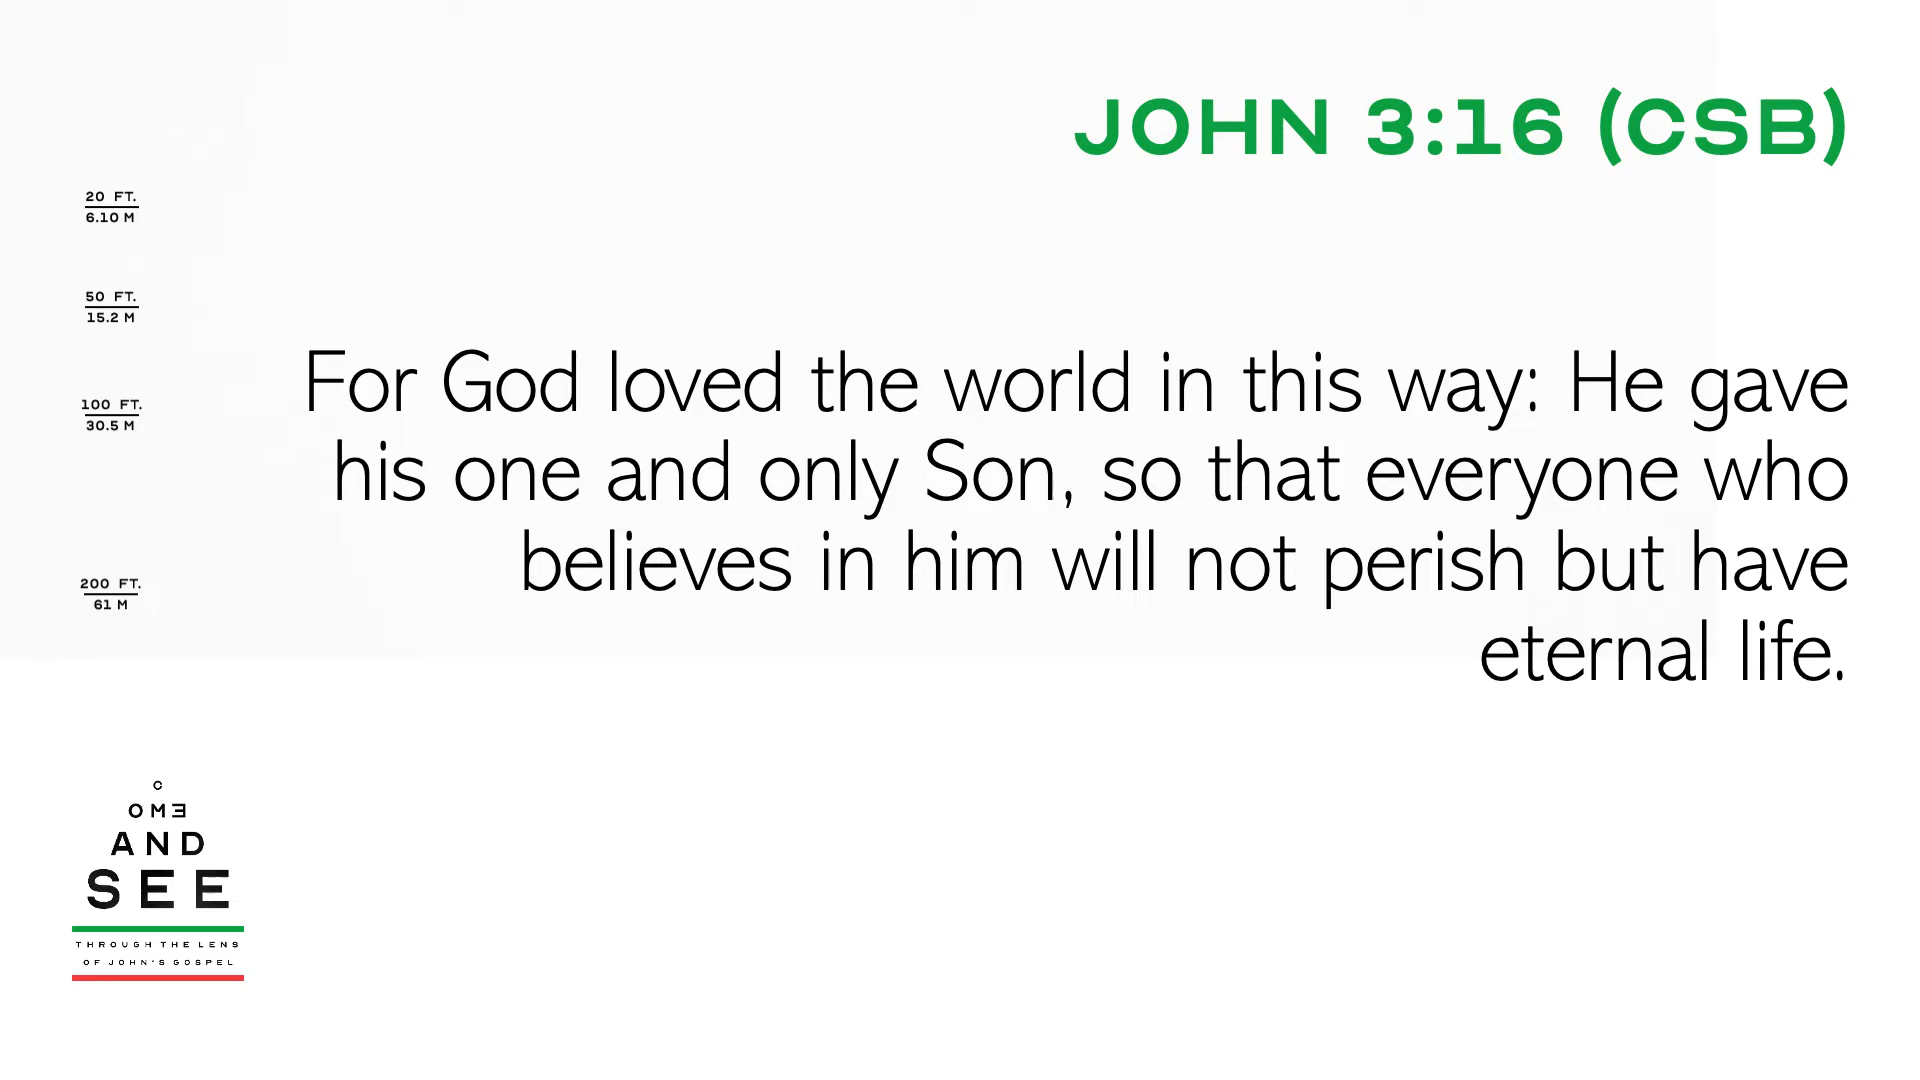 JOHN 3:16 (CSB)
20 FT.
6.10 M
50 FT.
15.2 M
100 FT.
30.5 M
200 FT.
61 M
For God loved the world in this way: He gave
his one and only Son, so that everyone who
believes in him will not perish but have
eternal life.
C
OMƎ
AND
SEE
THROUGH THE LENS
OF JOHN'S GOSPEL